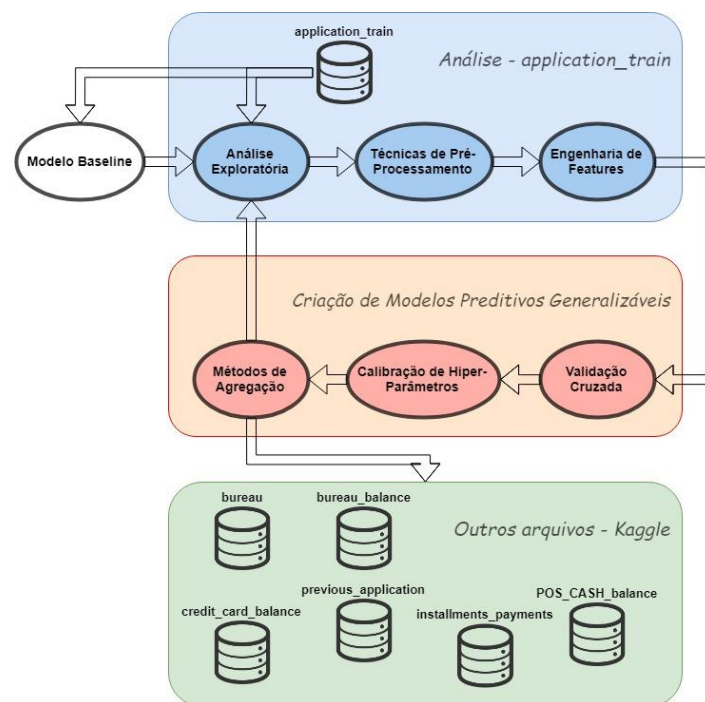 application_train
Análise - application_train
Modelo Baseline
Análise
Exploratória
Técnicas de Pré-
Processamento
Engenharia de
Features
Criação de Modelos Preditivos Generalizáveis
Métodos de
Agregação
Calibração de Hiper-
Parâmetros
Validação
Cruzada
bureau
bureau_balance
Outros arquivos - Kaggle
credit_card_balance
previous_application
installments_payments
POS_CASH_balance